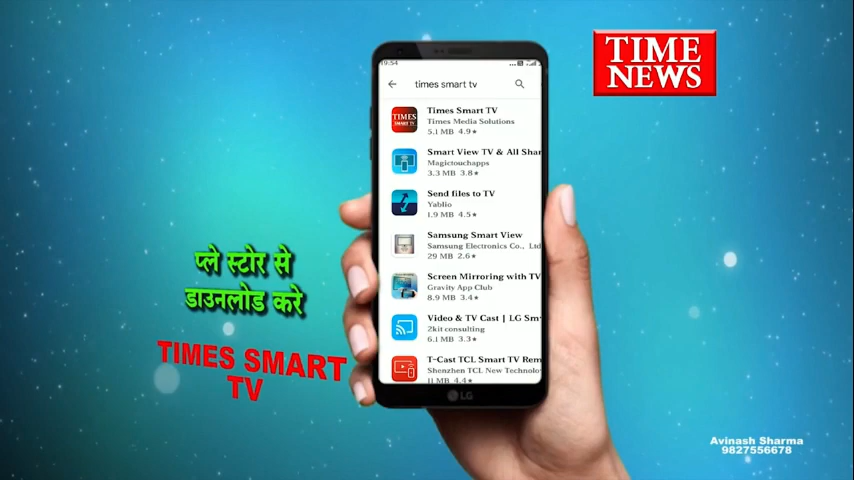 TIME
NEWS
19:54
times smart tv
Times Smart TV
Times Media Solutions
5.1 MB 4.9★
Smart View TV & All Shar
Magictouchapps
3.3 MB 3.8★
Send files to TV
Yablio
1.9 MB 4.5★
Samsung Smart View
Samsung Electronics Co., Ltd
29 MB 2.6★
Screen Mirroring with TV
Gravity App Club
8.9 MB 3.4★
Video & TV Cast | LG Sm
2kit consulting
6.1 MB 3.3★
T-Cast TCL Smart TV Rem
Shenzhen TCL New Technolo
11 MB 4.4★
TIMES
SMART TV
LG
प्ले स्टोर से
डाउनलोड करे
TIMES SMART
TV
Avinash Sharma
9827556678